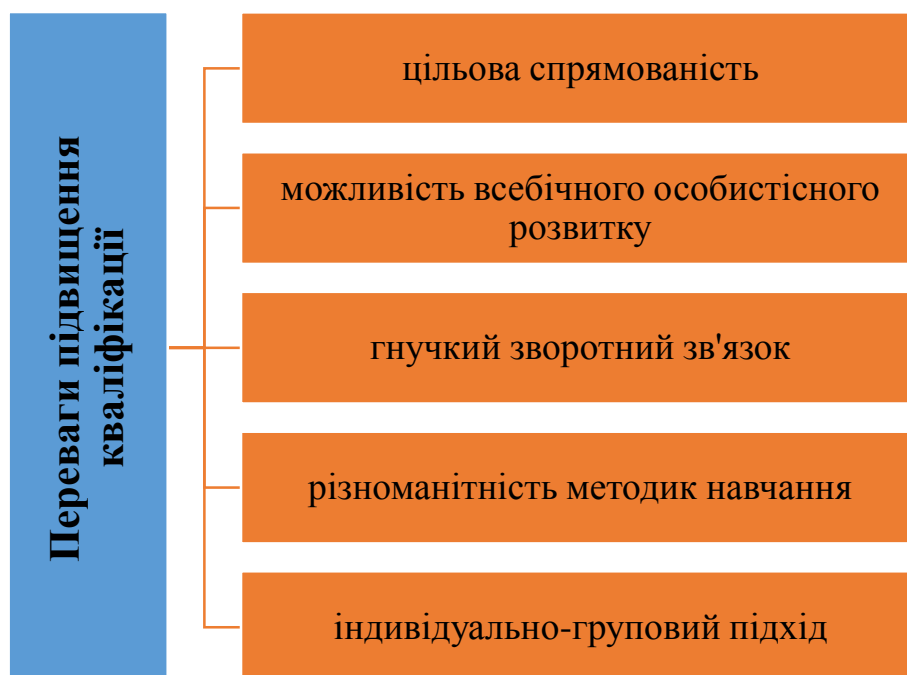 Переваги підвищення
кваліфікації
цільова спрямованість
можливість всебічного особистісного
розвитку
гнучкий зворотний зв'язок
різноманітність методик навчання
індивідуально-груповий підхід